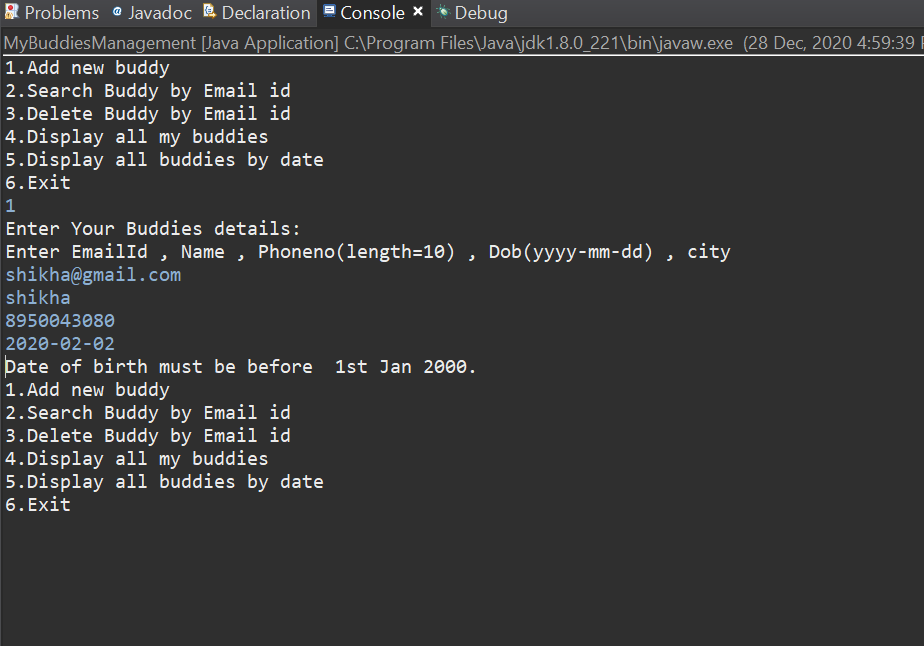 Problems @ Javadoc Declaration Console × Debug
MyBuddiesManagement [Java Application] C:\Program Files\Java\jdk1.8.0_221\bin\javaw.exe (28 Dec, 2020 4:59:39
1.Add new buddy
2.Search Buddy by Email id
3.Delete Buddy by Email id
4.Display all my buddies
5.Display all buddies by date
6.Exit
1
Enter Your Buddies details:
Enter EmailId , Name , Phoneno(length=10) , Dob(yyyy-mm-dd) , city
shikha@gmail.com
shikha
8950043080
2020-02-02
Date of birth must be before  1st Jan 2000.
1.Add new buddy
2.Search Buddy by Email id
3.Delete Buddy by Email id
4.Display all my buddies
5.Display all buddies by date
6.Exit